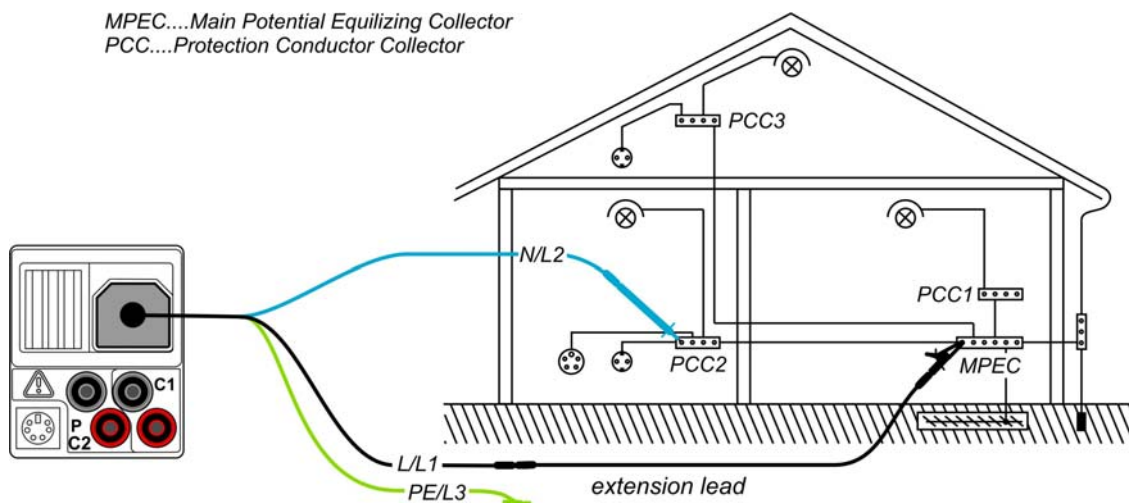 MPEC....Main Potential Equilizing Collector
PCC....Protection Conductor Collector
PCC3
N/L2
PCC1
PCC2
MPEC
C1
P
C2
L/L1
extension lead
PE/L3